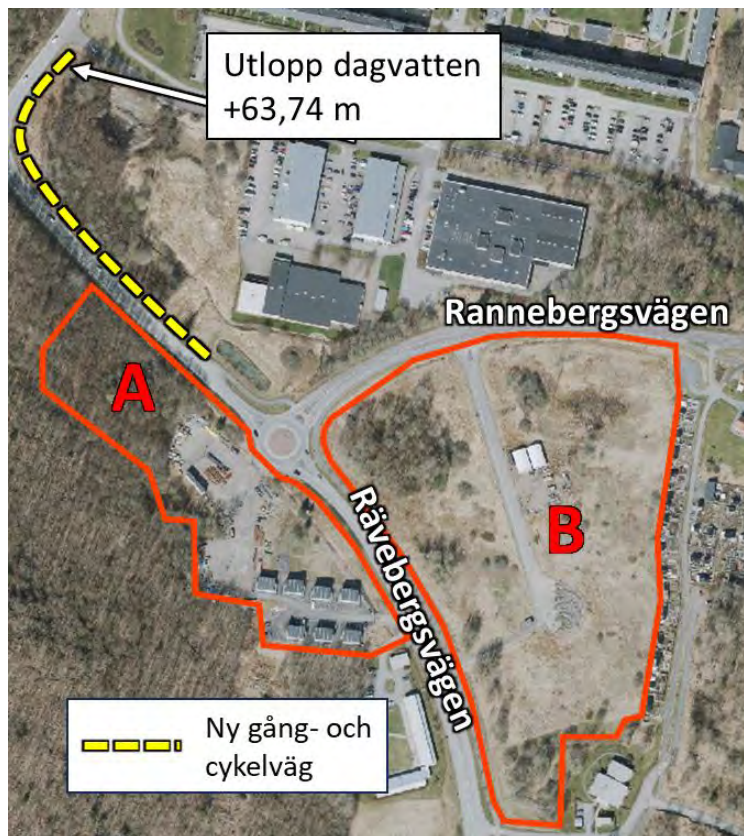 Utlopp dagvatten
+63,74 m
Rannebergsvägen
A
B
Rävebergsvägen
Ny gång- och
cykelväg